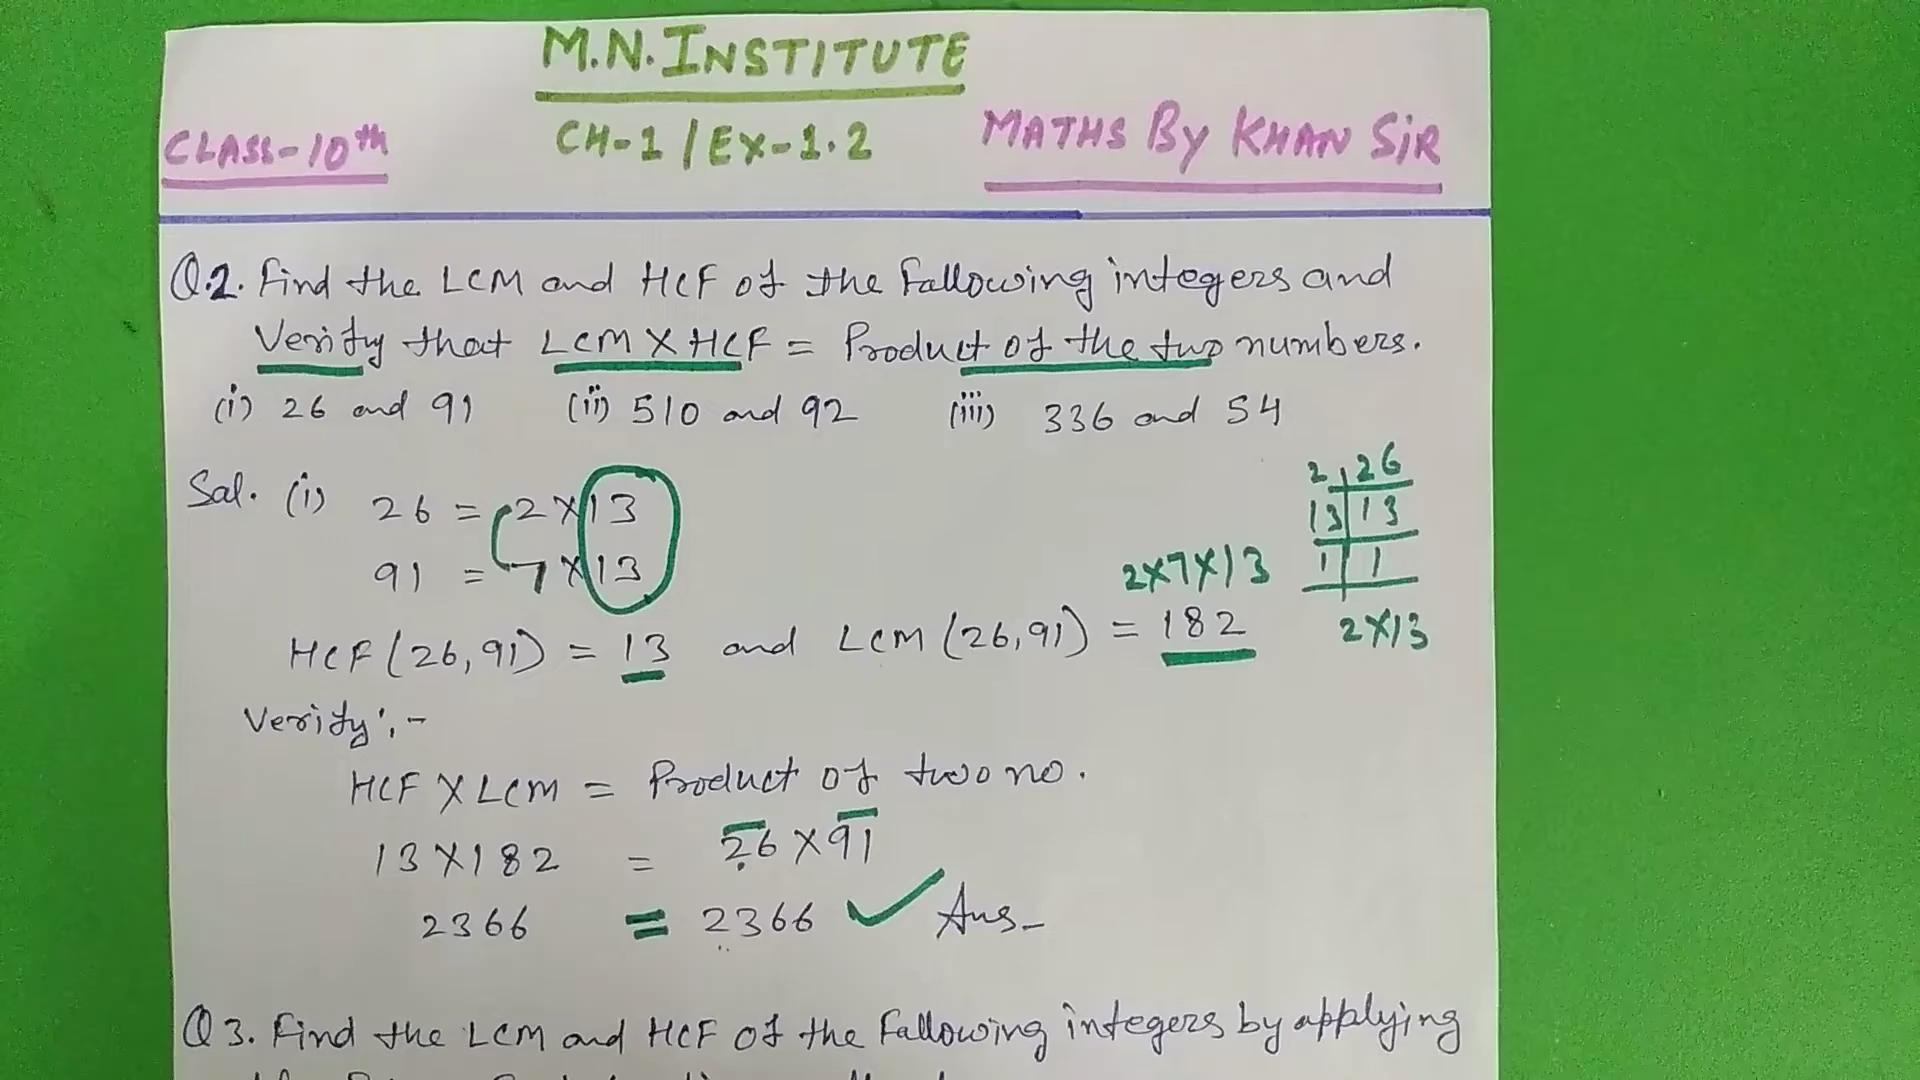 M.N. INSTITUTE
CLASS-10th
CH-1 / EX-1.2
MATHS By KHAN SIR
Q.2. Find the LCM and HCF of the fallowing integers and
Verify that LCM X HCF = Product of the two numbers.
(i) 26 and 91 (ii) 510 and 92 (iii) 336 and 54
Sol. (i) 26 = 2 X 13
91 = 7 X 13
2 | 26
13 | 13
1 | 1
2X13
2X7X13
HCF (26,91) = 13 and LCM (26,91) = 182
Verify:-
HCF X LCM = Product of two no.
13 X 182 = 26 X 91
2366 = 2366 ✓ Ans-
Q3. Find the LCM and HCF of the fallowing integers by applying